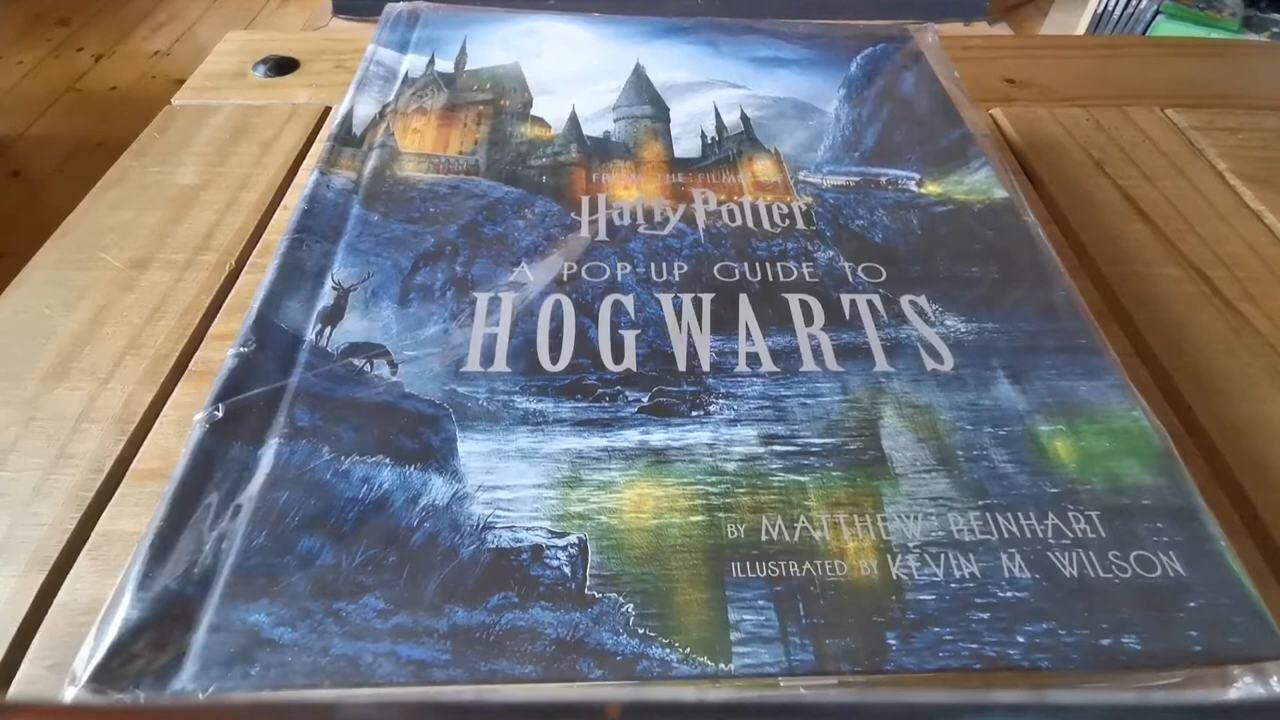 FROM THE FILMS OF
Harry Potter
A POP-UP GUIDE TO
HOGWARTS
BY MATTHEW REINHART
ILLUSTRATED BY KEVIN M. WILSON